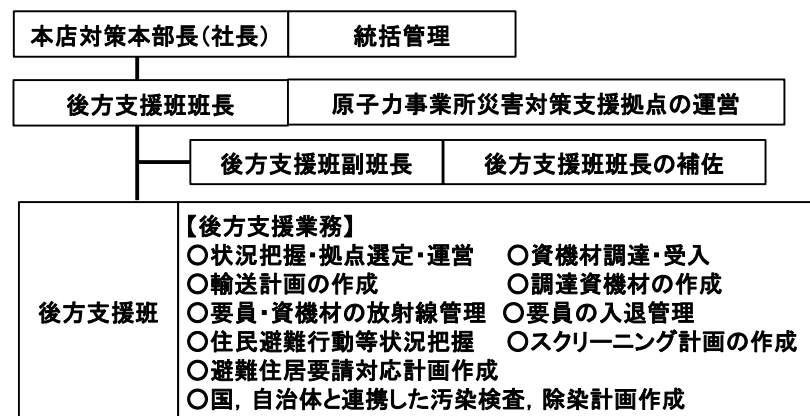 本店対策本部長(社長) 統括管理
後方支援班班長 原子力事業所災害対策支援拠点の運営
後方支援班副班長 後方支援班班長の補佐
後方支援班
【後方支援業務】
○状況把握・拠点選定・運営 ○資機材調達・受入
○輸送計画の作成 ○調達資機材の作成
○要員・資機材の放射線管理 ○要員の入退管理
○住民避難行動等状況把握 ○スクリーニング計画の作成
○避難住居要請対応計画作成
○国,自治体と連携した汚染検査,除染計画作成